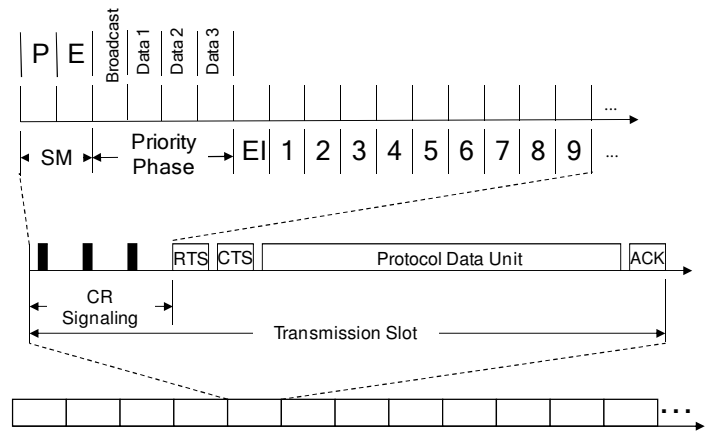 P E Broadcast Data 1 Data 2 Data 3
...
SM Priority Phase EI 1 2 3 4 5 6 7 8 9 ...
RTS CTS Protocol Data Unit ACK
CR
Signaling
Transmission Slot
...